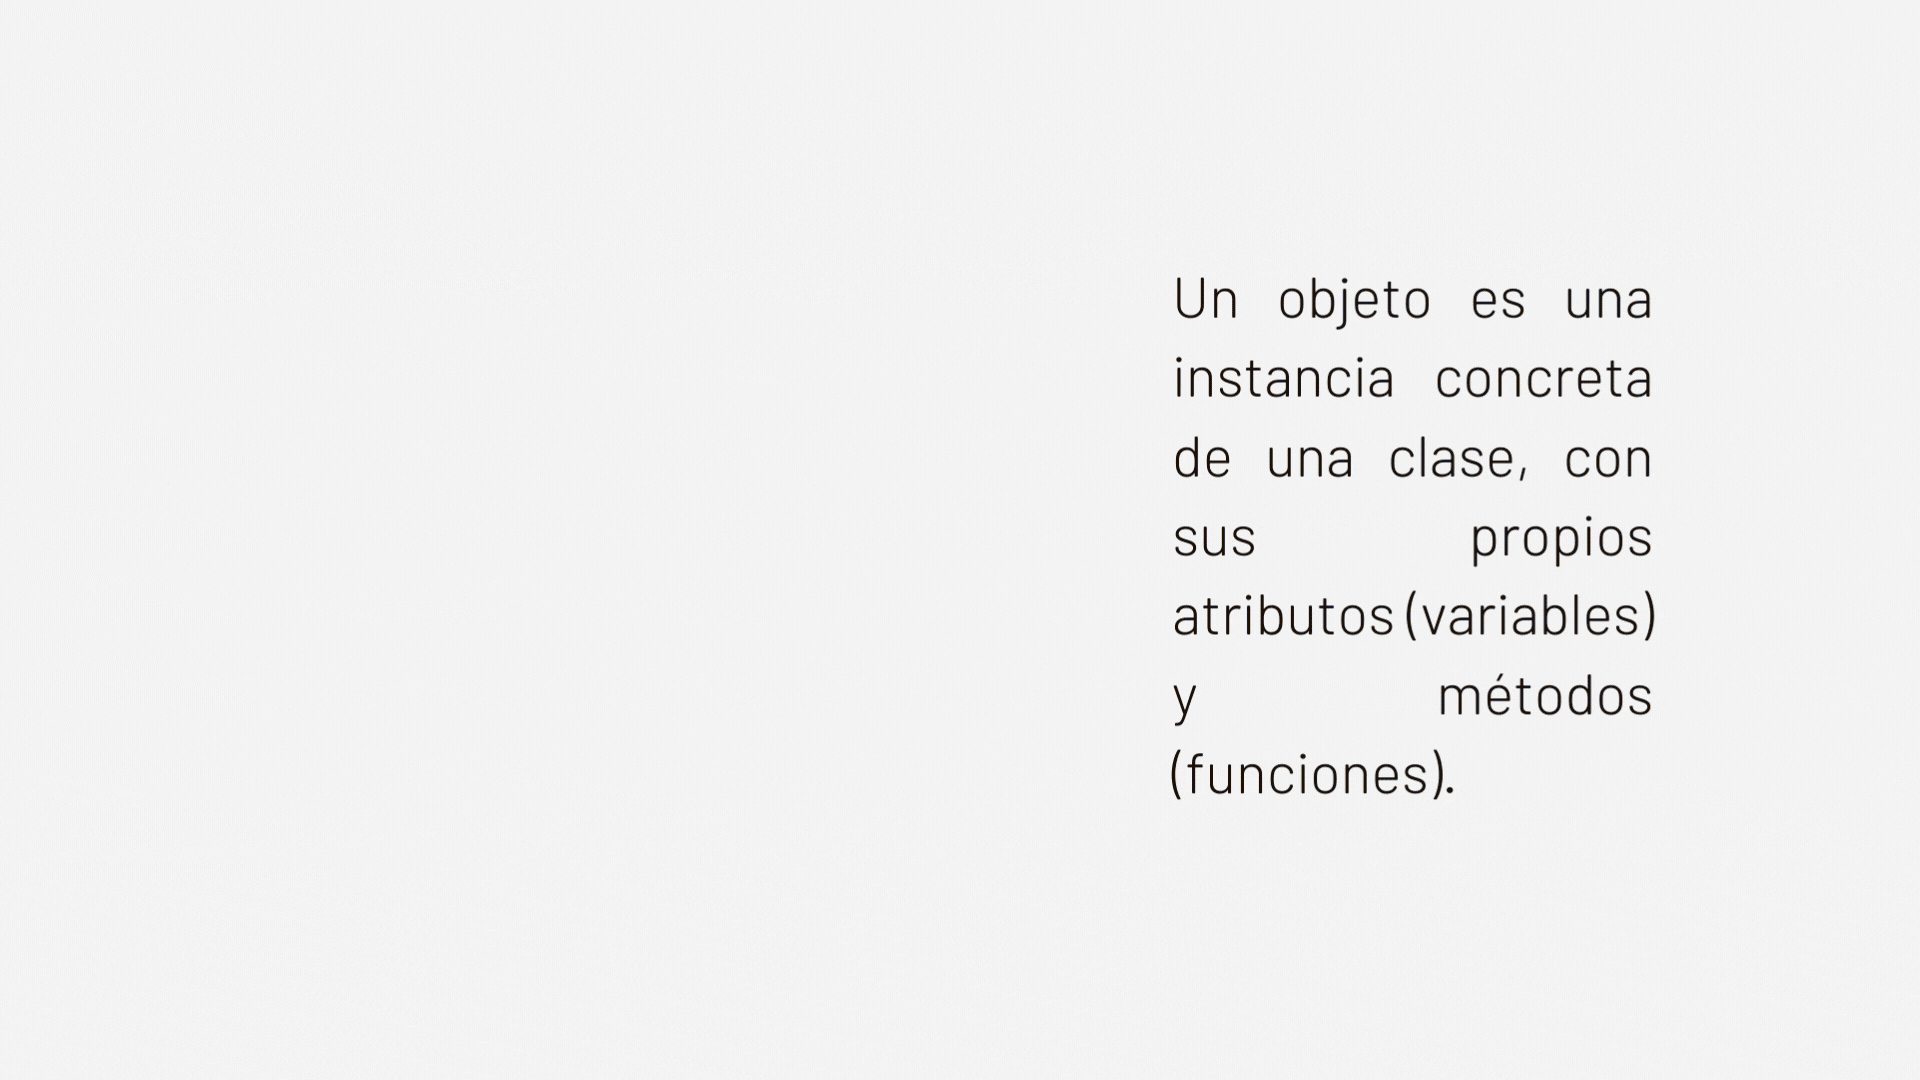 Un objeto es una
instancia concreta
de una clase, con
sus propios
atributos (variables)
y métodos
(funciones).